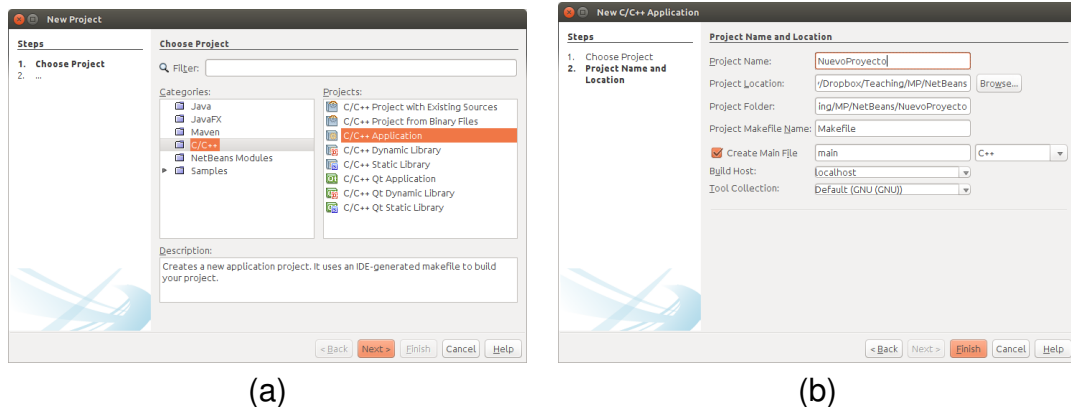 New Project
Steps
1. Choose Project
2. ...
Choose Project
Filter:
Categories:
Java
JavaFX
Maven
C/C++
NetBeans Modules
Samples
Projects:
C/C++ Project with Existing Sources
C/C++ Project from Binary Files
C/C++ Application
C/C++ Dynamic Library
C/C++ Static Library
C/C++ Qt Application
C/C++ Qt Dynamic Library
C/C++ Qt Static Library
Description:
Creates a new application project. It uses an IDE-generated makefile to build
your project.
< Back Next > Finish Cancel Help
(a)
New C/C++ Application
Steps
1. Choose Project
2. Project Name and
Location
Project Name and Location
Project Name: NuevoProyecto
Project Location: /Dropbox/Teaching/MP/NetBeans Browse...
Project Folder: ing/MP/NetBeans/NuevoProyecto
Project Makefile Name: Makefile
Create Main File main C++
Build Host: localhost
Tool Collection: Default (GNU (GNU))
< Back Next > Finish Cancel Help
(b)